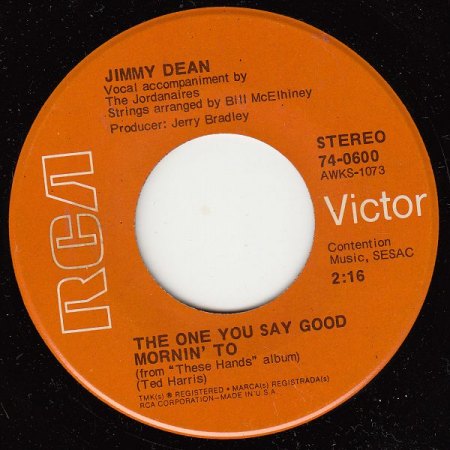 JIMMY DEAN
Vocal accompaniment by
The Jordanaires
Strings arranged by Bill McElhiney
Producer: Jerry Bradley
STEREO
74-0600
AWKS-1073
RCA
Victor
Contention
Music, SESAC
2:16
THE ONE YOU SAY GOOD
MORNIN' TO
(from "These Hands" album)
(Ted Harris)
TMK(s) ® REGISTERED • MARCA(s) REGISTRADA(s)
RCA CORPORATION—MADE IN U.S.A.